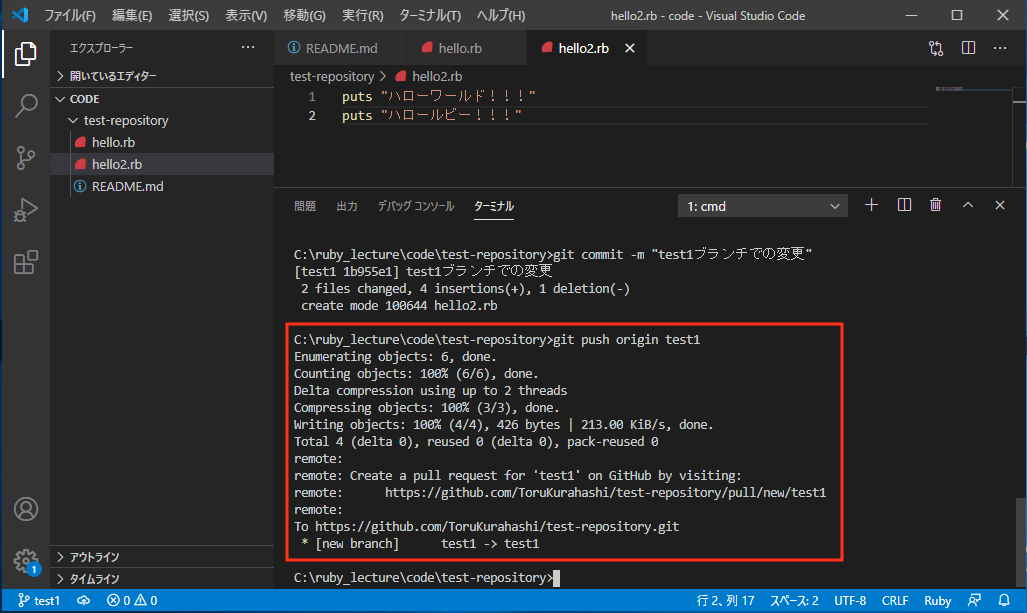 ファイル(F) 編集(E) 選択(S) 表示(V) 移動(G) 実行(R) ターミナル(T) ヘルプ(H) hello2.rb - code - Visual Studio Code
エクスプローラー
README.md hello.rb hello2.rb
開いているエディター
test-repository > hello2.rb
CODE
test-repository
hello.rb
hello2.rb
README.md
1 puts "ハローワールド！！！"
2 puts "ハロールビー！！！"
問題 出力 デバッグ コンソール ターミナル 1: cmd
C:\ruby_lecture\code\test-repository>git commit -m "test1ブランチでの変更"
[test1 1b955e1] test1ブランチでの変更
2 files changed, 4 insertions(+), 1 deletion(-)
create mode 100644 hello2.rb
C:\ruby_lecture\code\test-repository>git push origin test1
Enumerating objects: 6, done.
Counting objects: 100% (6/6), done.
Delta compression using up to 2 threads
Compressing objects: 100% (3/3), done.
Writing objects: 100% (4/4), 426 bytes | 213.00 KiB/s, done.
Total 4 (delta 0), reused 0 (delta 0), pack-reused 0
remote:
remote: Create a pull request for 'test1' on GitHub by visiting:
remote: https://github.com/ToruKurahashi/test-repository/pull/new/test1
remote:
To https://github.com/ToruKurahashi/test-repository.git
* [new branch] test1 -> test1
C:\ruby_lecture\code\test-repository>
アウトライン
タイムライン
1
test1 0 0 行 2、列 17 スペース: 2 UTF-8 CRLF Ruby